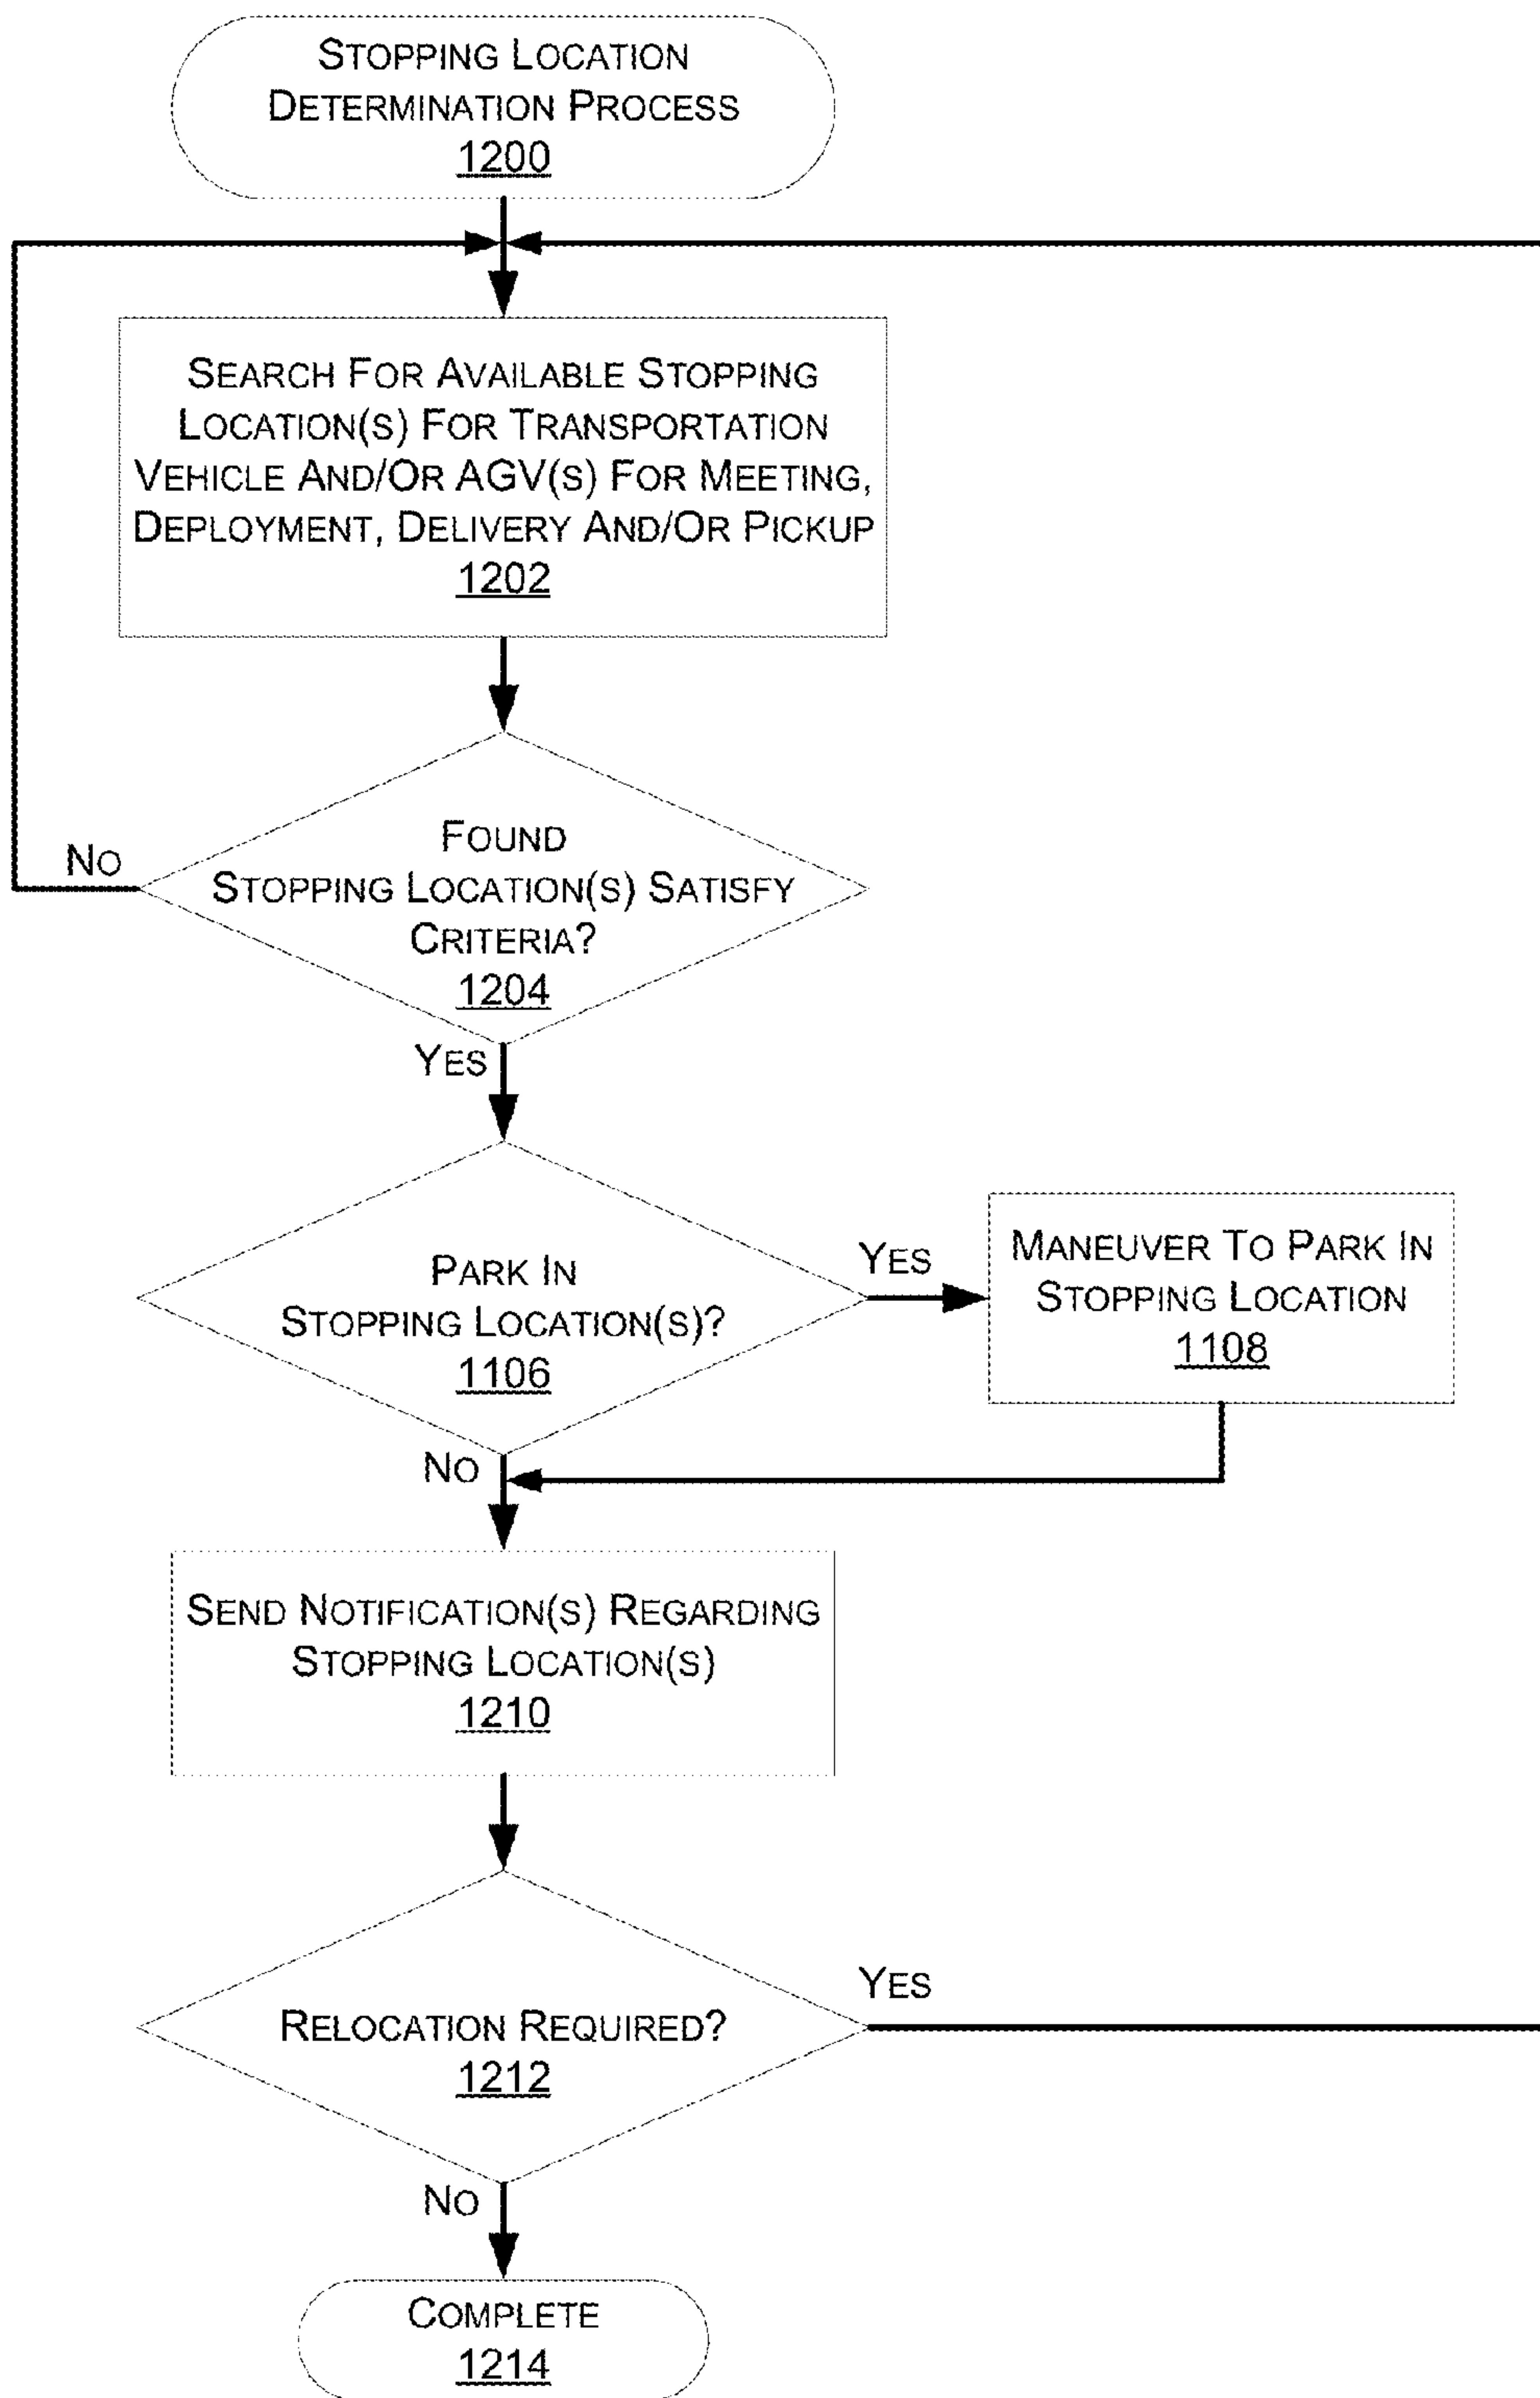 STOPPING LOCATION
DETERMINATION PROCESS
1200
SEARCH FOR AVAILABLE STOPPING
LOCATION(S) FOR TRANSPORTATION
VEHICLE AND/OR AGV(S) FOR MEETING,
DEPLOYMENT, DELIVERY AND/OR PICKUP
1202
NO
FOUND
STOPPING LOCATION(S) SATISFY
CRITERIA?
1204
YES
PARK IN
STOPPING LOCATION(S)?
1106
YES
MANEUVER TO PARK IN
STOPPING LOCATION
1108
NO
SEND NOTIFICATION(S) REGARDING
STOPPING LOCATION(S)
1210
RELOCATION REQUIRED?
1212
YES
NO
COMPLETE
1214